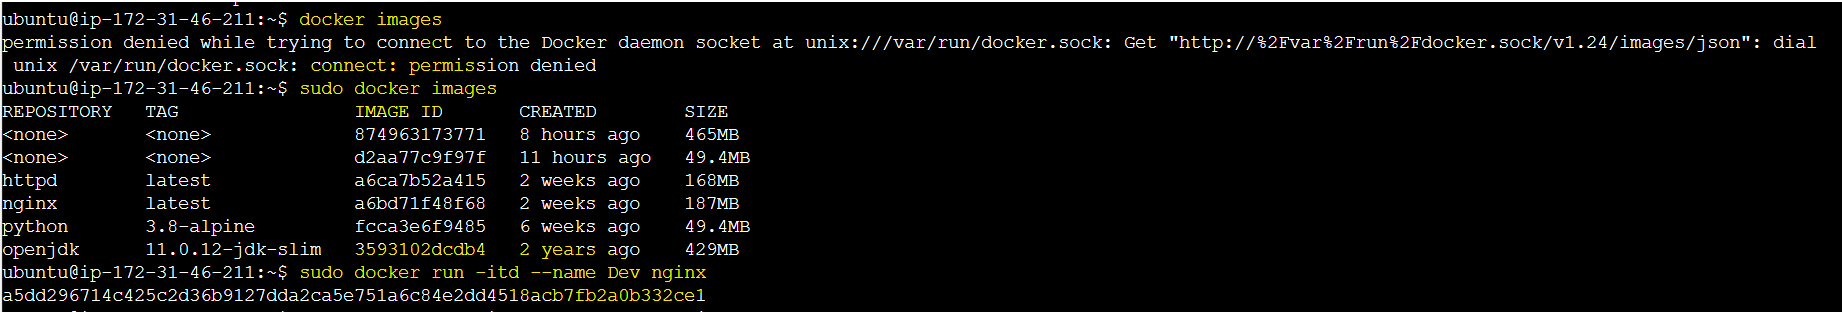 ubuntu@ip-172-31-46-211:~$ docker images
permission denied while trying to connect to the Docker daemon socket at unix:///var/run/docker.sock: Get "http://%2Fvar%2Frun%2Fdocker.sock/v1.24/images/json": dial
 unix /var/run/docker.sock: connect: permission denied
ubuntu@ip-172-31-46-211:~$ sudo docker images
REPOSITORY   TAG                IMAGE ID       CREATED        SIZE
<none>       <none>             874963173771   8 hours ago    465MB
<none>       <none>             d2aa77c9f97f   11 hours ago   49.4MB
httpd        latest             a6ca7b52a415   2 weeks ago    168MB
nginx        latest             a6bd71f48f68   2 weeks ago    187MB
python       3.8-alpine         fcca3e6f9485   6 weeks ago    49.4MB
openjdk      11.0.12-jdk-slim   3593102dcdb4   2 years ago    429MB
ubuntu@ip-172-31-46-211:~$ sudo docker run -itd --name Dev nginx
a5dd296714c425c2d36b9127dda2ca5e751a6c84e2dd4518acb7fb2a0b332ce1